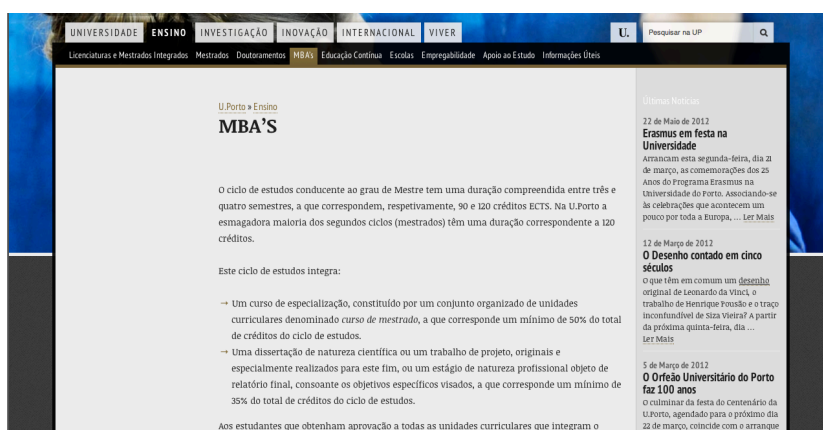 UNIVERSIDADE ENSINO INVESTIGAÇÃO INOVAÇÃO INTERNACIONAL VIVER U. Pesquisar na UP
Licenciaturas e Mestrados Integrados Mestrados Doutoramentos MBA's Educação Contínua Escolas Empregabilidade Apoio ao Estudo Informações Úteis
U.Porto » Ensino
MBA'S
O ciclo de estudos conducente ao grau de Mestre tem uma duração compreendida entre três e
quatro semestres, a que correspondem, respetivamente, 90 e 120 créditos ECTS. Na U.Porto a
esmagadora maioria dos segundos ciclos (mestrados) têm uma duração correspondente a 120
créditos.
Este ciclo de estudos integra:
→ Um curso de especialização, constituído por um conjunto organizado de unidades
curriculares denominado curso de mestrado, a que corresponde um mínimo de 50% do total
de créditos do ciclo de estudos.
→ Uma dissertação de natureza científica ou um trabalho de projeto, originais e
especialmente realizados para este fim, ou um estágio de natureza profissional objeto de
relatório final, consoante os objetivos específicos visados, a que corresponde um mínimo de
35% do total de créditos do ciclo de estudos.
Aos estudantes que obtenham aprovação a todas as unidades curriculares que integram o
Últimas Notícias
22 de Maio de 2012
Erasmus em festa na
Universidade
Arrancam esta segunda-feira, dia 21
de março, as comemorações dos 25
Anos do Programa Erasmus na
Universidade do Porto. Associando-se
às celebrações que acontecem um
pouco por toda a Europa, ... Ler Mais
12 de Março de 2012
O Desenho contado em cinco
séculos
O que têm em comum um desenho
original de Leonardo da Vinci, o
trabalho de Henrique Pousão e o traço
inconfundível de Siza Vieira? A partir
da próxima quinta-feira, dia ...
Ler Mais
5 de Março de 2012
O Orfeão Universitário do Porto
faz 100 anos
O culminar da festa do Centenário da
U.Porto, agendado para o próximo dia
22 de março, coincide com o arranque